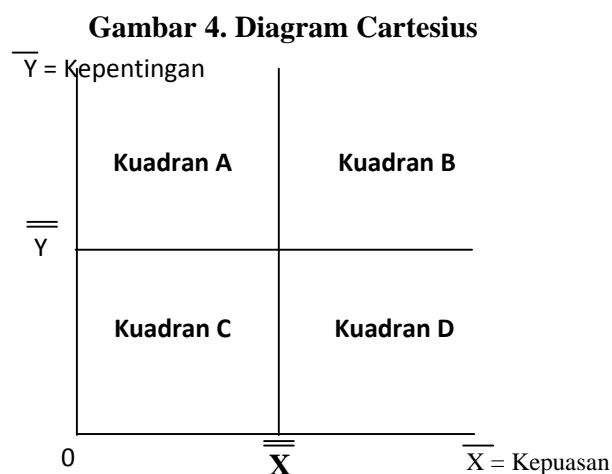 Gambar 4. Diagram Cartesius
Y̅ = Kepentingan
Kuadran A Kuadran B
Y̿
Kuadran C Kuadran D
0 X̿ X̅ = Kepuasan